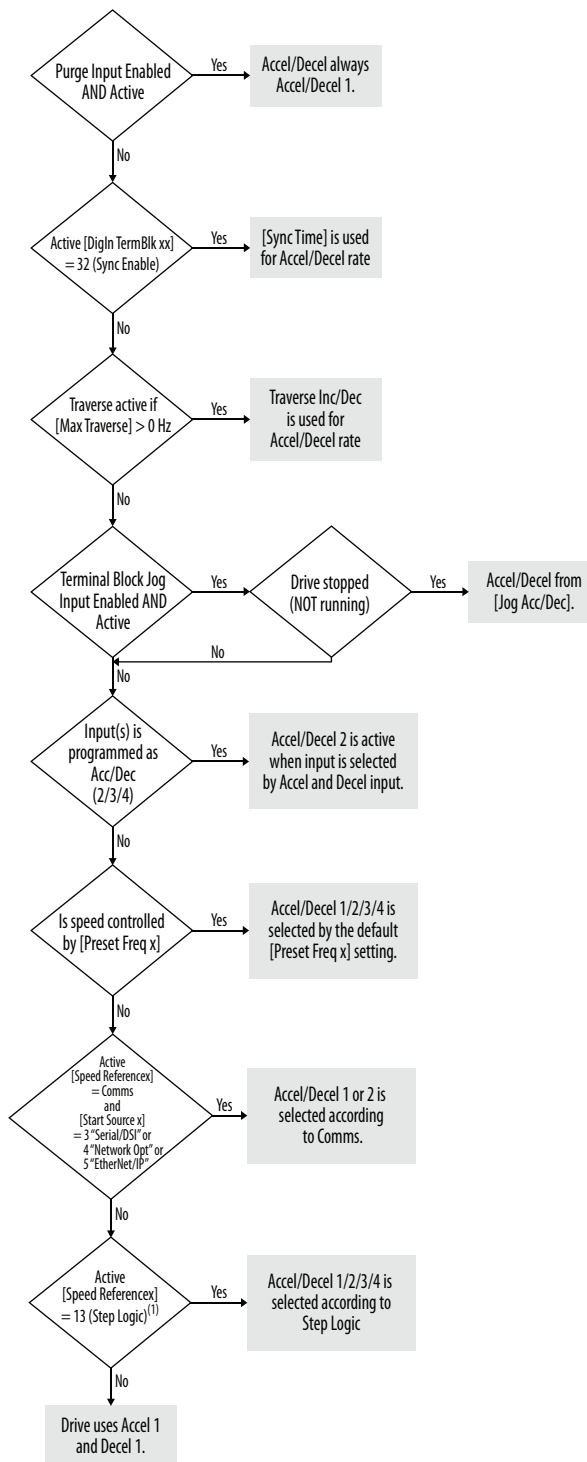 Purge Input Enabled
AND Active
Yes
Accel/Decel always
Accel/Decel 1.
No
Active [DigIn TermBlk xx]
= 32 (Sync Enable)
Yes
[Sync Time] is used
for Accel/Decel rate
No
Traverse active if
[Max Traverse] > 0 Hz
Yes
Traverse Inc/Dec
is used for
Accel/Decel rate
No
Terminal Block Jog
Input Enabled AND
Active
Yes
Drive stopped
(NOT running)
Yes
Accel/Decel from
[Jog Acc/Dec].
No
No
Input(s) is
programmed as
Acc/Dec
(2/3/4)
Yes
Accel/Decel 2 is active
when input is selected
by Accel and Decel input.
No
Is speed controlled
by [Preset Freq x]
Yes
Accel/Decel 1/2/3/4 is
selected by the default
[Preset Freq x] setting.
No
Active
[Speed Referencex]
= Comms
and
[Start Source x]
= 3 “Serial/DSI” or
4 “Network Opt” or
5 “EtherNet/IP”
Yes
Accel/Decel 1 or 2 is
selected according
to Comms.
No
Active
[Speed Referencex]
= 13 (Step Logic)(1)
Yes
Accel/Decel 1/2/3/4 is
selected according to
Step Logic
No
Drive uses Accel 1
and Decel 1.